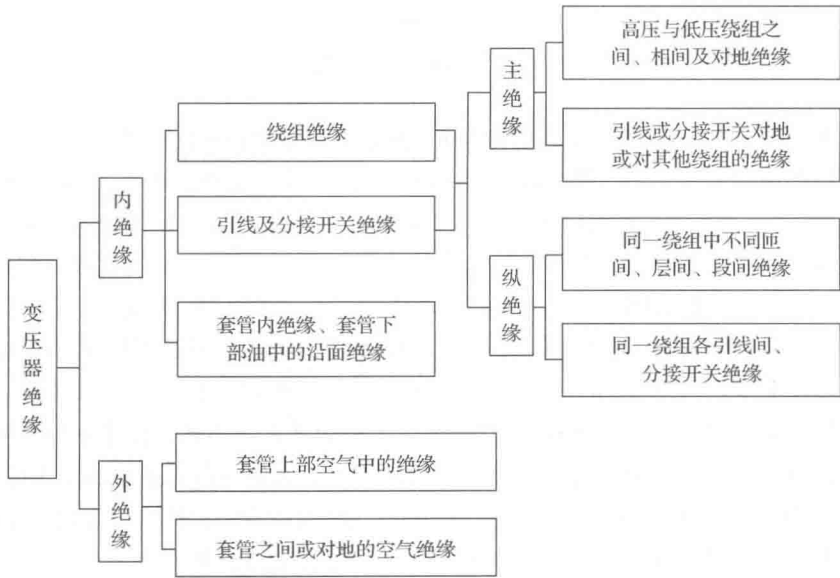 变压器绝缘
内绝缘
绕组绝缘
引线及分接开关绝缘
套管内绝缘、套管下
部油中的沿面绝缘
主绝缘
高压与低压绕组之
间、相间及对地绝缘
引线或分接开关对地
或对其他绕组的绝缘
纵绝缘
同一绕组中不同匝
间、层间、段间绝缘
同一绕组各引线间、
分接开关绝缘
外绝缘
套管上部空气中的绝缘
套管之间或对地的空气绝缘